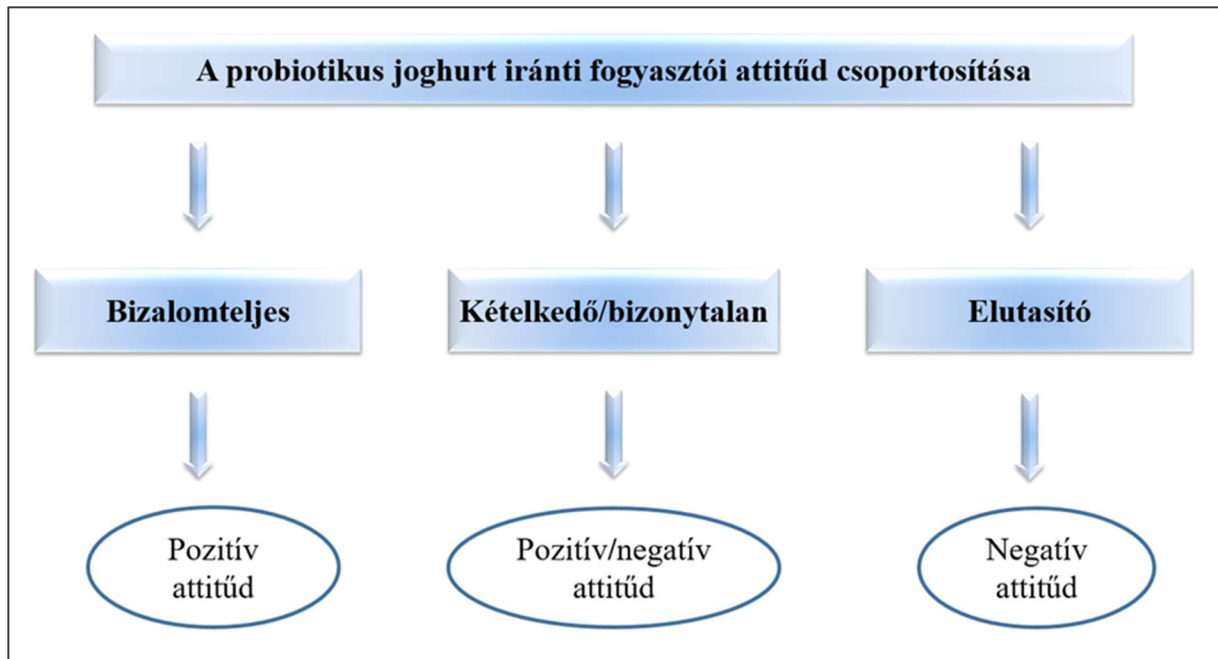 A probiotikus joghurt iránti fogyasztói attitűd csoportosítása
Bizalomteljes
Kételkedő/bizonytalan
Elutasító
Pozitív
attitűd
Pozitív/negatív
attitűd
Negatív
attitűd